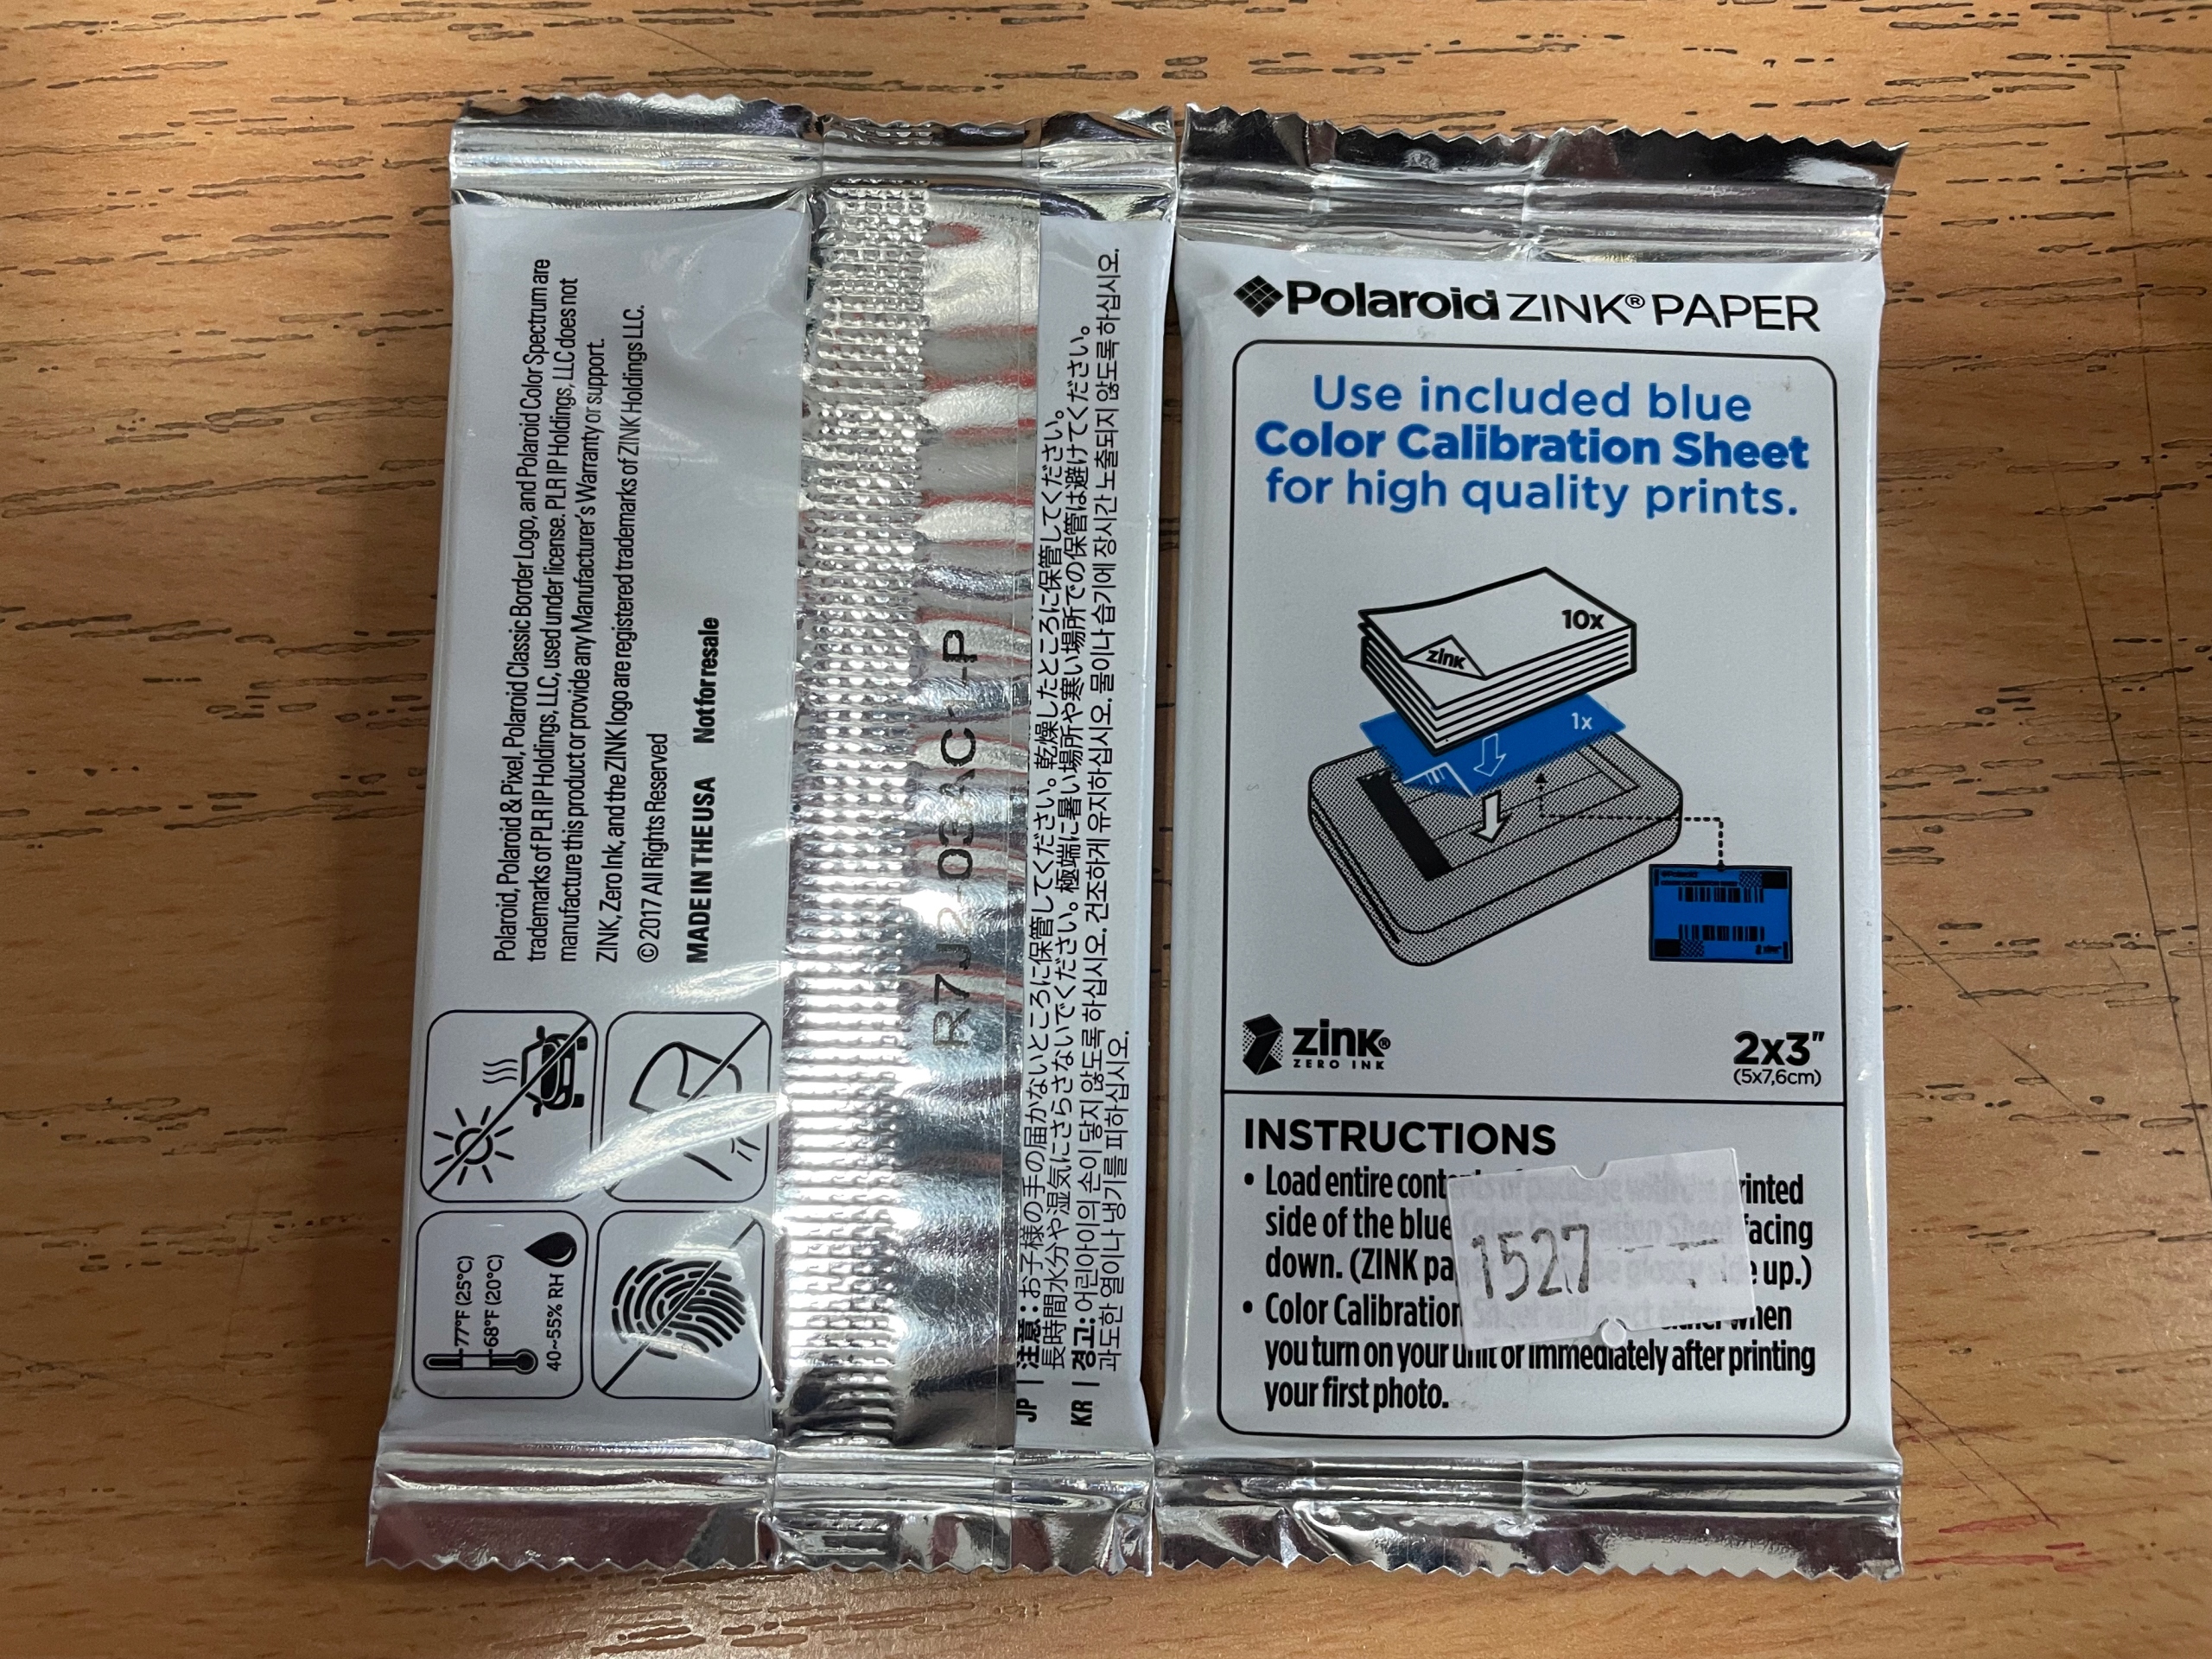 Polaroid, Polaroid & Pixel, Polaroid Classic Border Logo, and Polaroid Color Spectrum are
trademarks of PLR IP Holdings, LLC, used under license. PLR IP Holdings, LLC does not
manufacture this product or provide any Manufacturer's Warranty or support.
ZINK, Zero Ink, and the ZINK logo are registered trademarks of ZINK Holdings LLC.
© 2017 All Rights Reserved
MADE IN THE USA Not for resale
77°F (25°C)
68°F (20°C)
40~55% RH
JP | 注意:お子様の手の届かないところに保管してください。乾燥したところに保管してください。
長時間水分や湿気にさらさないでください。極端に暑い場所や寒い場所での保管は避けてください。
KR | 경고: 어린아이의 손이 닿지 않도록 하십시오. 건조하게 유지하십시오. 물이나 습기에 장시간 노출되지 않도록 하십시오.
과도한 열이나 냉기를 피하십시오.
Polaroid ZINK® PAPER
Use included blue
Color Calibration Sheet
for high quality prints.
10x
zink
1x
zink®
ZERO INK
2x3"
(5x7,6cm)
INSTRUCTIONS
• Load entire
side of the blue Color Calibration Sheet facing
down. (ZINK glossy up.)
• Color Calibration when
you turn on your unit or immediately after printing
your first photo.
1527